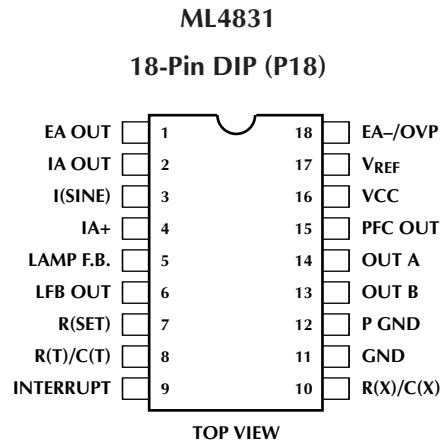 ML4831
18-Pin DIP (P18)
EA OUT 1 18 EA–/OVP
IA OUT 2 17 VREF
I(SINE) 3 16 VCC
IA+ 4 15 PFC OUT
LAMP F.B. 5 14 OUT A
LFB OUT 6 13 OUT B
R(SET) 7 12 P GND
R(T)/C(T) 8 11 GND
INTERRUPT 9 10 R(X)/C(X)
TOP VIEW